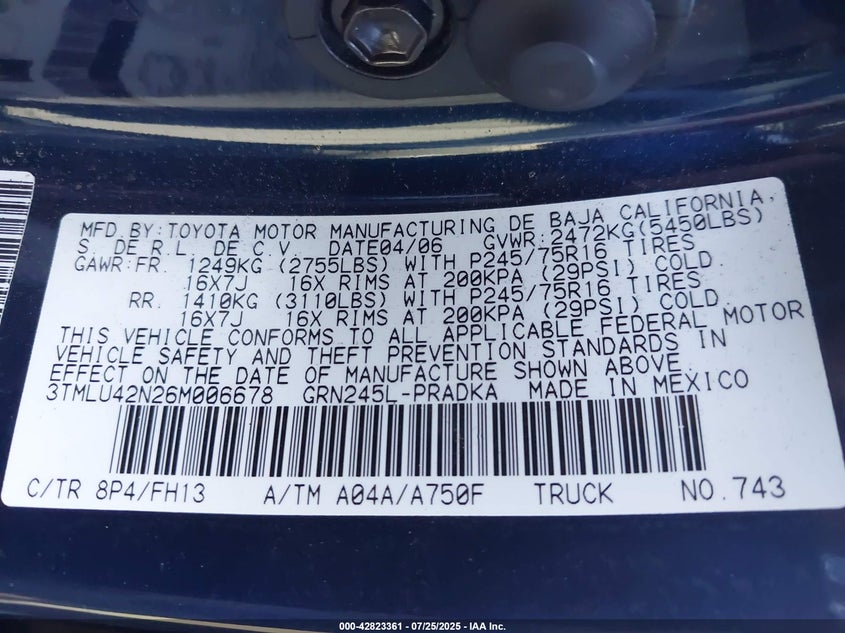 MFD BY:TOYOTA MOTOR MANUFACTURING DE BAJA CALIFORNIA,
S. DE R.L. DE C.V. DATE04/06 GVWR:2472KG(5450LBS)
GAWR:FR. 1249KG (2755LBS) WITH P245/75R16 TIRES
16X7J 16X RIMS AT 200KPA (29PSI) COLD
RR. 1410KG (3110LBS) WITH P245/75R16 TIRES
16X7J 16X RIMS AT 200KPA (29PSI) COLD
THIS VEHICLE CONFORMS TO ALL APPLICABLE FEDERAL MOTOR
VEHICLE SAFETY AND THEFT PREVENTION STANDARDS IN
EFFECT ON THE DATE OF MANUFACTURE SHOWN ABOVE.
3TMLU42N26M006678 GRN245L-PRADKA MADE IN MEXICO
C/TR 8P4/FH13 A/TM A04A/A750F TRUCK NO.743
000-42823361 - 07/25/2025 - IAA Inc.